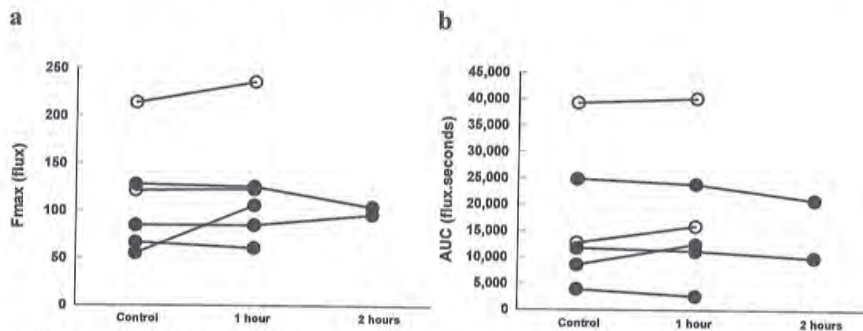 a
b
Fmax (flux)
250
200
150
100
50
0
Control
1 hour
2 hours
AUC (flux.seconds)
45,000
40,000
35,000
30,000
25,000
20,000
15,000
10,000
5,000
0
Control
1 hour
2 hours